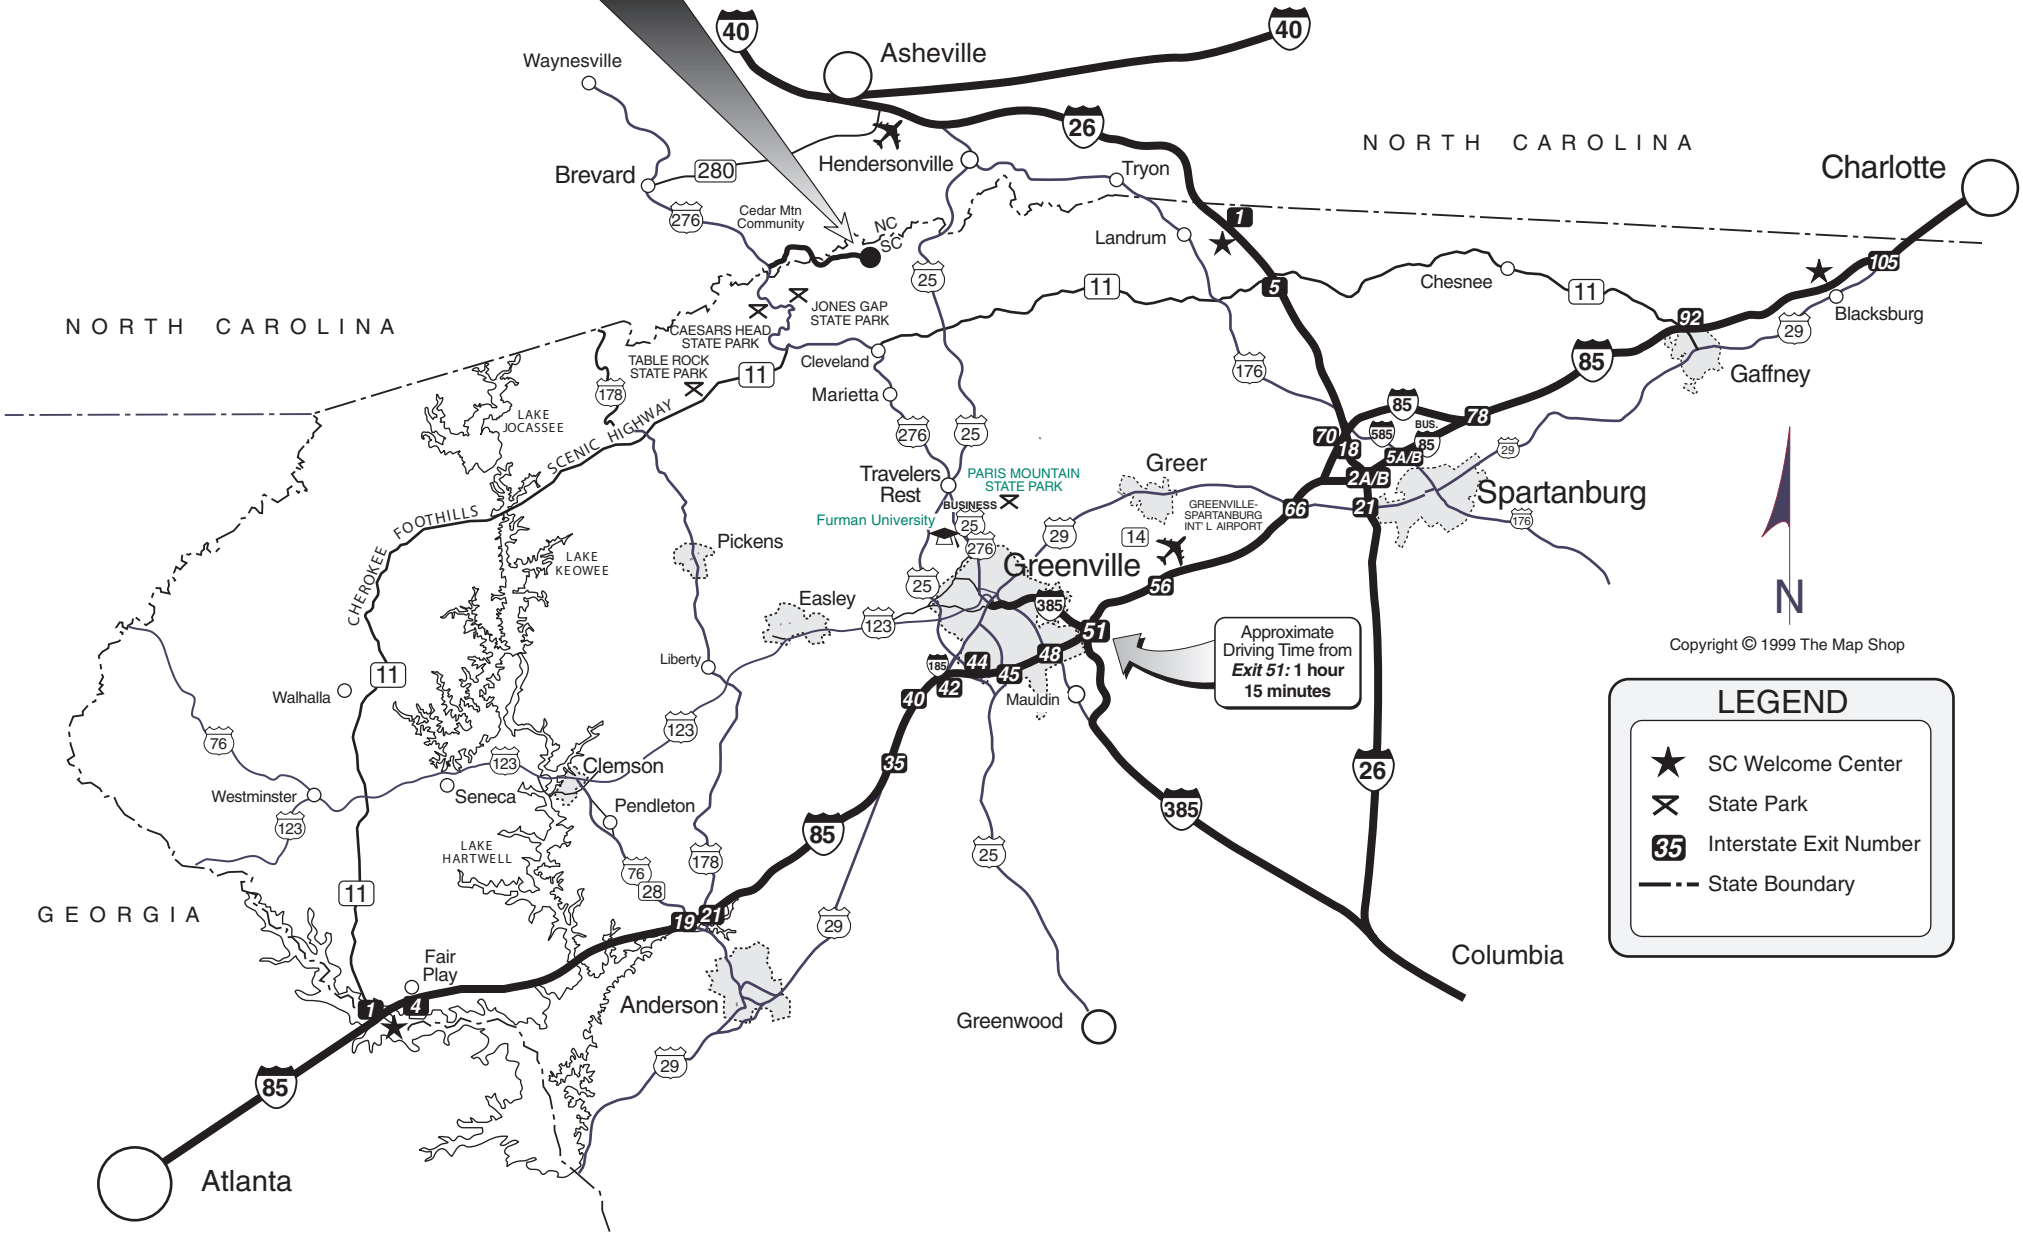 40
40
Asheville
Waynesville
26
NORTH CAROLINA
Charlotte
Hendersonville
Tryon
280
Brevard
276
Cedar Mtn
Community
NC
SC
1
Landrum
105
25
11
5
Chesnee
11
Blacksburg
29
92
JONES GAP
STATE PARK
CAESARS HEAD
STATE PARK
NORTH CAROLINA
TABLE ROCK
STATE PARK
11
Cleveland
85
Gaffney
176
178
Marietta
LAKE
JOCASSEE
276
25
85
78
BUS.
85
585
70
18
5A/B
29
CHEROKEE FOOTHILLS SCENIC HIGHWAY
Travelers
Rest
PARIS MOUNTAIN
STATE PARK
Greer
2A/B
Spartanburg
BUSINESS
25
Furman University
GREENVILLE-
SPARTANBURG
INT' L AIRPORT
66
21
176
276
29
14
Pickens
LAKE
KEOWEE
Greenville
25
56
Easley
385
123
N
51
Approximate
Driving Time from
Exit 51: 1 hour
15 minutes
Copyright © 1999 The Map Shop
Liberty
185
44
48
45
42
40
Mauldin
11
Walhalla
LEGEND
SC Welcome Center
State Park
35
Interstate Exit Number
State Boundary
76
123
123
35
26
Clemson
Westminster
Seneca
Pendleton
123
385
85
LAKE
HARTWELL
178
25
76
28
11
GEORGIA
19
21
29
Fair
Play
Columbia
1
4
Anderson
Greenwood
29
85
Atlanta